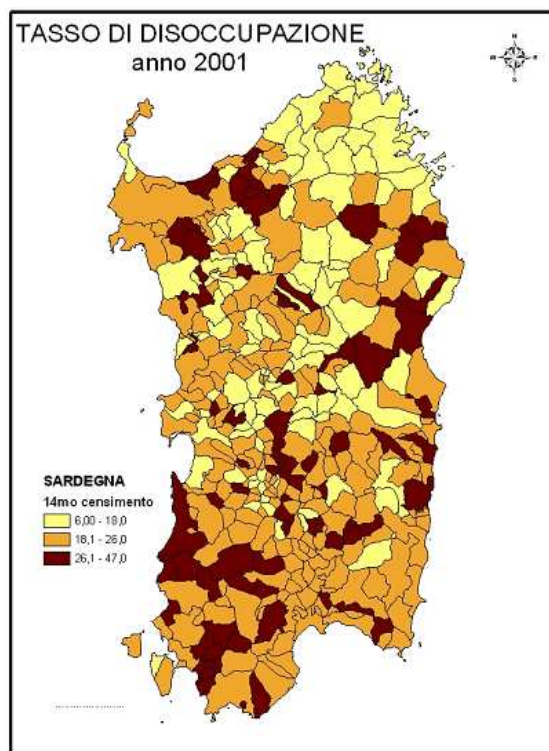 TASSO DI DISOCCUPAZIONE
anno 2001
N
W E
S
SARDEGNA
14mo censimento
6,00 - 18,0
18,1 - 26,0
26,1 - 47,0